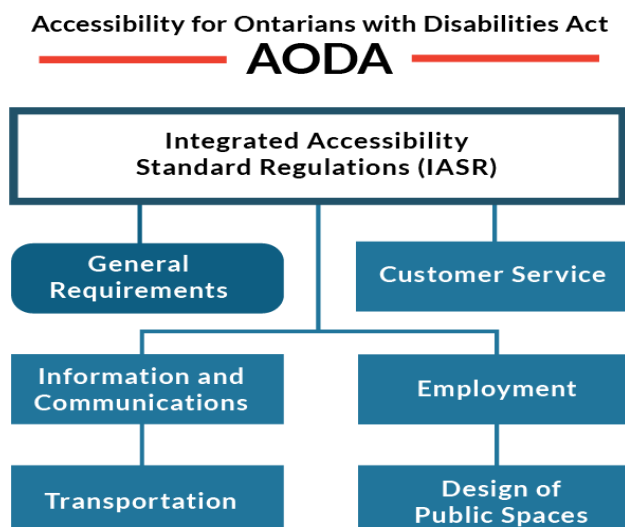 Accessibility for Ontarians with Disabilities Act
AODA
Integrated Accessibility
Standard Regulations (IASR)
General
Requirements
Customer Service
Information and
Communications
Employment
Transportation
Design of
Public Spaces